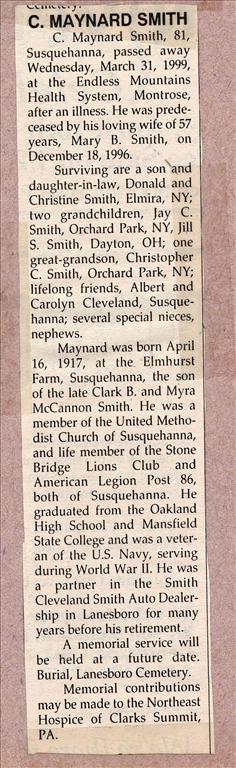 Cemetery.
C. MAYNARD SMITH
C. Maynard Smith, 81,
Susquehanna, passed away
Wednesday, March 31, 1999,
at the Endless Mountains
Health System, Montrose,
after an illness. He was prede-
ceased by his loving wife of 57
years, Mary B. Smith, on
December 18, 1996.
Surviving are a son and
daughter-in-law, Donald and
Christine Smith, Elmira, NY;
two grandchildren, Jay C.
Smith, Orchard Park, NY, Jill
S. Smith, Dayton, OH; one
great-grandson, Christopher
C. Smith, Orchard Park, NY;
lifelong friends, Albert and
Carolyn Cleveland, Susque-
hanna; several special nieces,
nephews.
Maynard was born April
16, 1917, at the Elmhurst
Farm, Susquehanna, the son
of the late Clark B. and Myra
McCannon Smith. He was a
member of the United Metho-
dist Church of Susquehanna,
and life member of the Stone
Bridge Lions Club and
American Legion Post 86,
both of Susquehanna. He
graduated from the Oakland
High School and Mansfield
State College and was a veter-
an of the U.S. Navy, serving
during World War II. He was
a partner in the Smith
Cleveland Smith Auto Dealer-
ship in Lanesboro for many
years before his retirement.
A memorial service will
be held at a future date.
Burial, Lanesboro Cemetery.
Memorial contributions
may be made to the Northeast
Hospice of Clarks Summit,
PA.